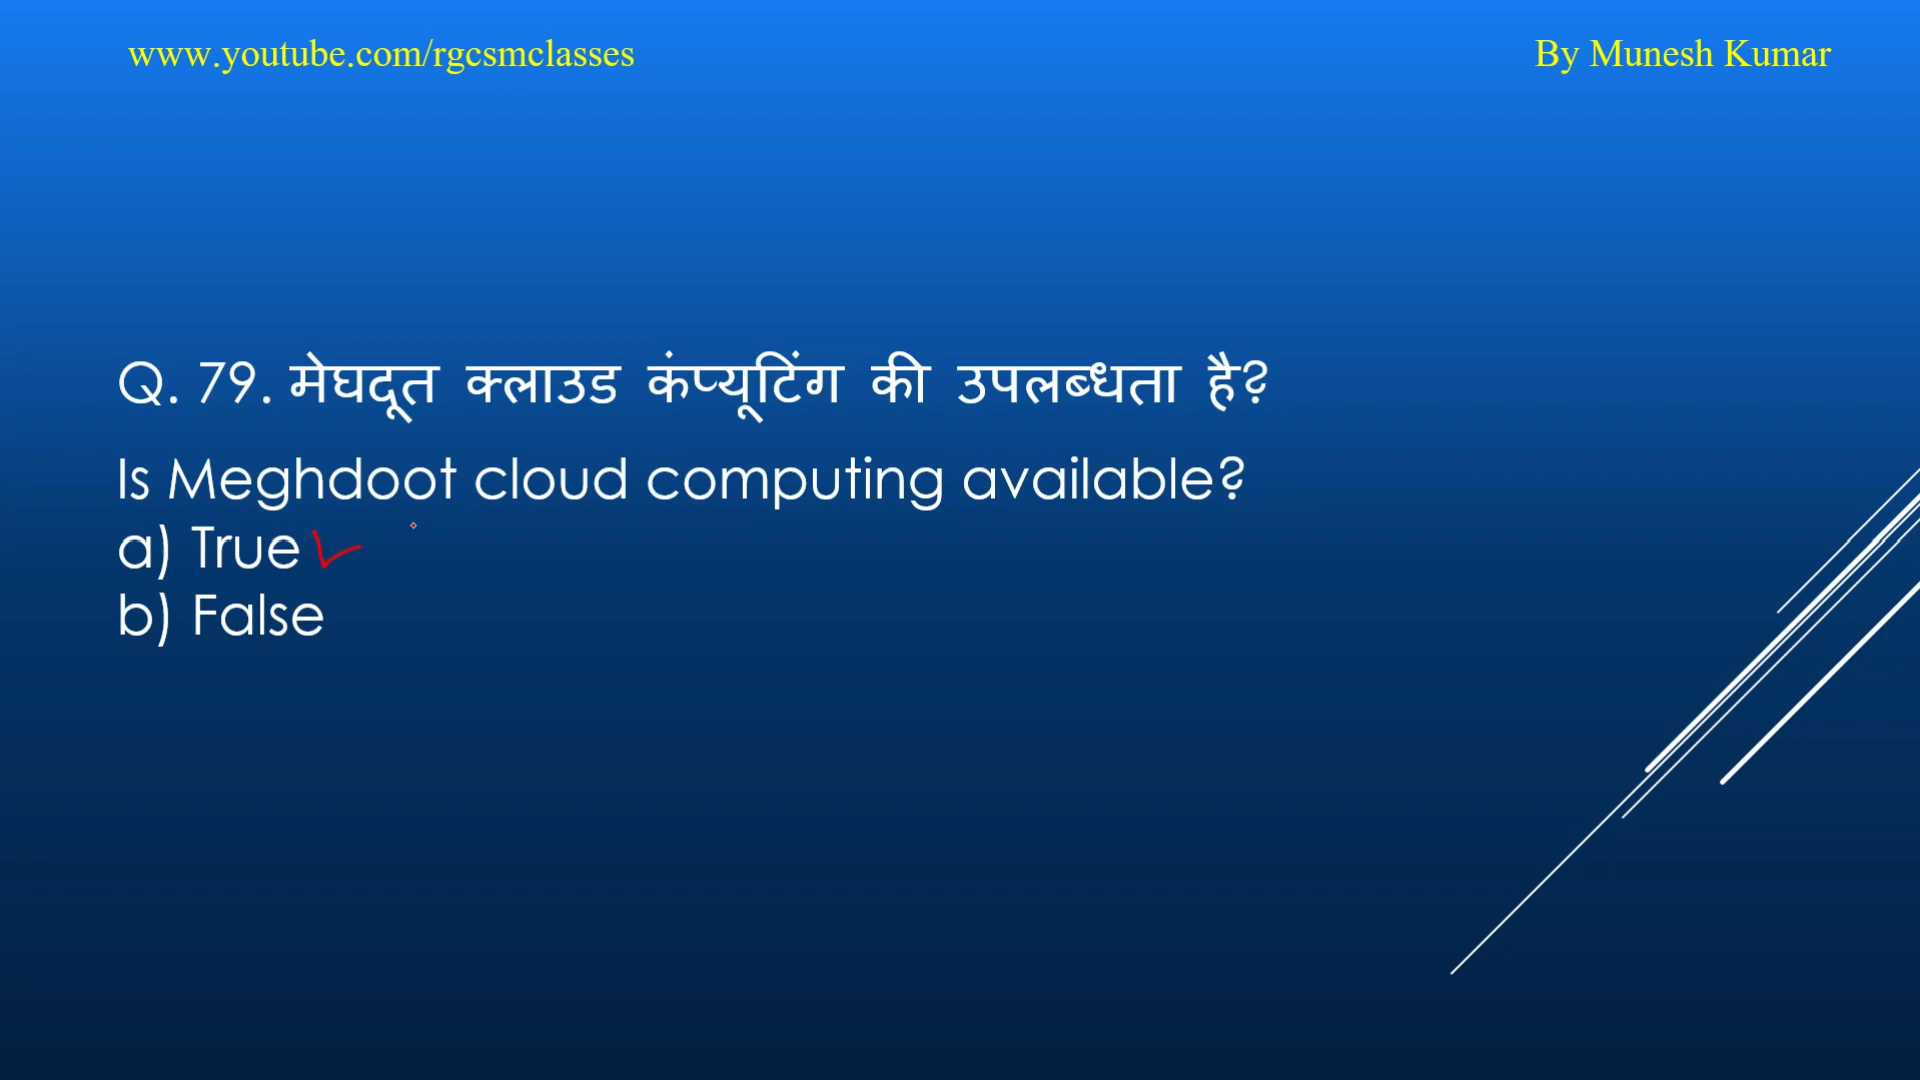 www.youtube.com/rgcsmclasses
By Munesh Kumar
Q. 79. मेघदूत क्लाउड कंप्यूटिंग की उपलब्धता है?
Is Meghdoot cloud computing available?
a) True
b) False